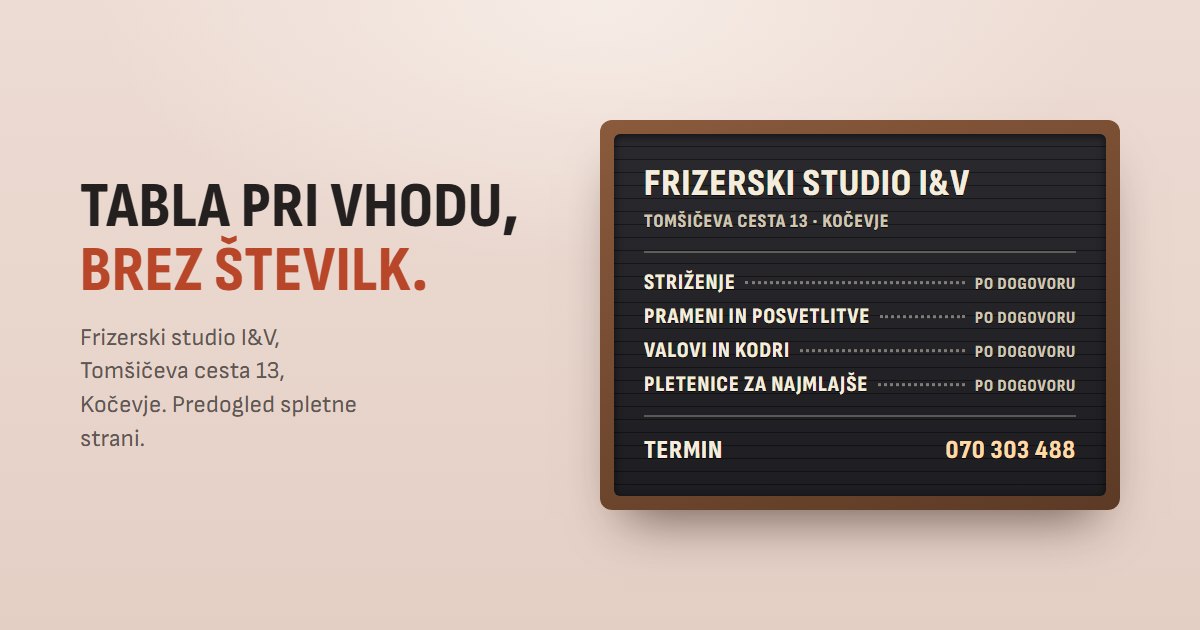 TABLA PRI VHODU,
BREZ ŠTEVILK.
Frizerski studio I&V,
Tomšičeva cesta 13,
Kočevje. Predogled spletne
strani.
FRIZERSKI STUDIO I&V
TOMŠIČEVA CESTA 13 · KOČEVJE
STRIŽENJE PO DOGOVORU
PRAMENI IN POSVETLITVE PO DOGOVORU
VALOVI IN KODRI PO DOGOVORU
PLETENICE ZA NAJMLAJŠE PO DOGOVORU
TERMIN 070 303 488